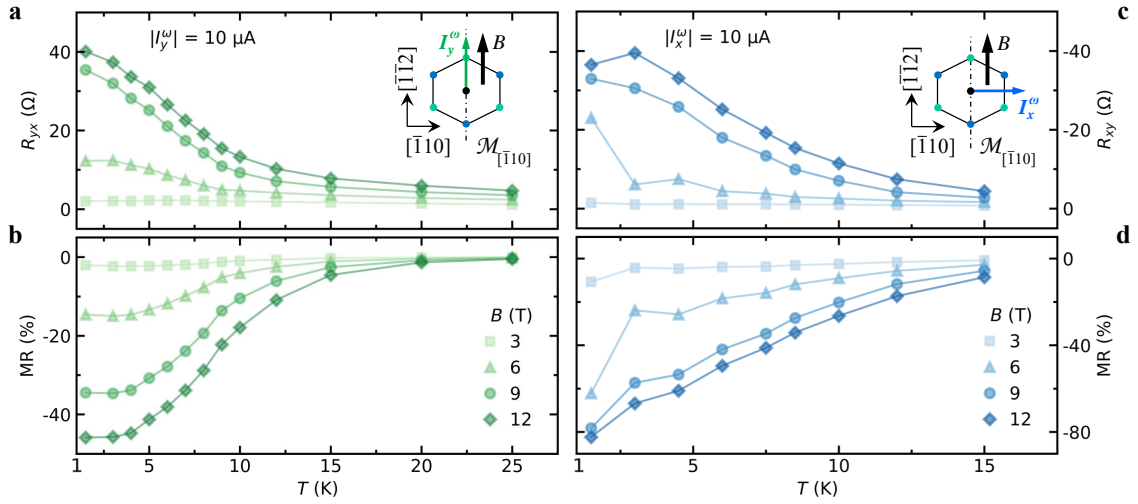 a
|I_y^ω| = 10 μA
I_y^ω
B
[1̄1̄12]
[1̄10]
ℳ_[1̄10]
R_yx (Ω)
40
20
0
c
|I_x^ω| = 10 μA
B
I_x^ω
[1̄1̄12]
[1̄10]
ℳ_[1̄10]
R_xy (Ω)
-40
-20
0
b
MR (%)
0
-20
-40
B (T)
3
6
9
12
1 5 10 15 20 25
T (K)
d
MR (%)
0
-40
-80
B (T)
3
6
9
12
1 5 10 15
T (K)